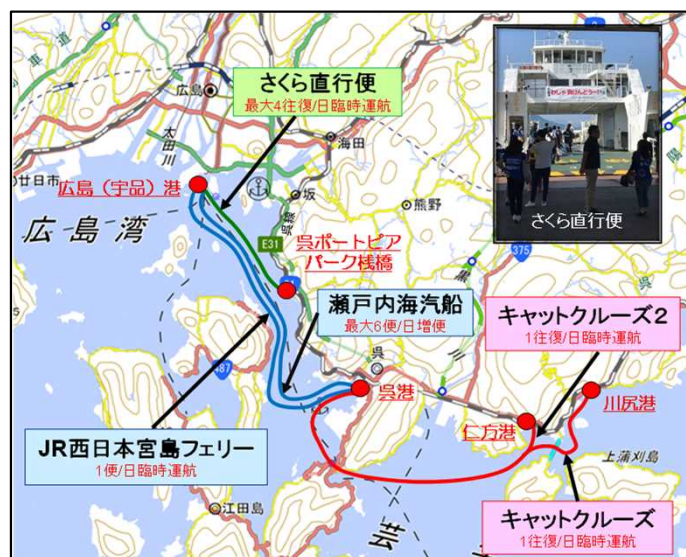 さくら直行便
最大4往復/日臨時運航
広島
太田川
海田
廿日市
広島（宇品）港
坂
呉線
熊野
広島湾
E31
呉ポートピア
パーク桟橋
375
さくら直行便
瀬戸内海汽船
最大6便/日増便
キャットクルーズ2
1往復/日臨時運航
487
呉
呉港
川尻港
仁方港
JR西日本宮島フェリー
1便/日臨時運航
上蒲刈島
江田島
キャットクルーズ
1往復/日臨時運航